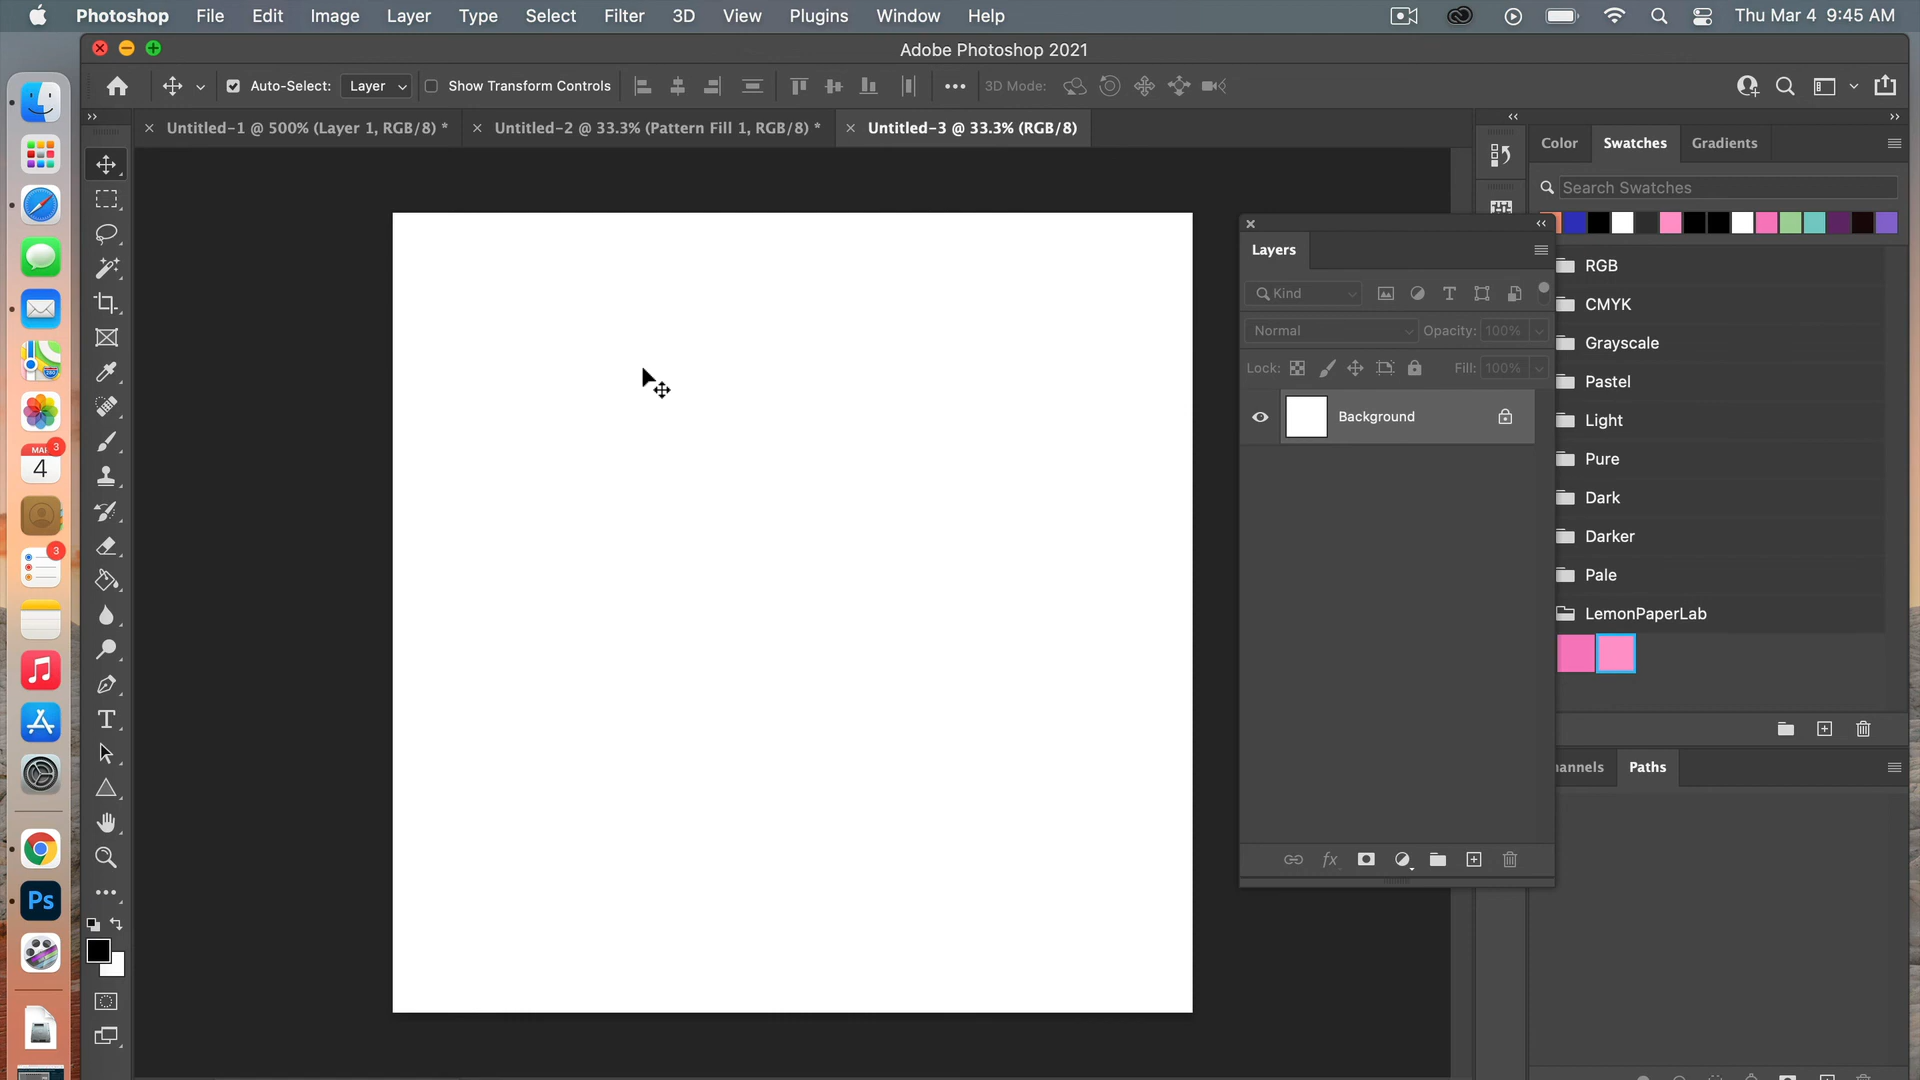 Photoshop File Edit Image Layer Type Select Filter 3D View Plugins Window Help Thu Mar 4 9:45 AM
Adobe Photoshop 2021
Auto-Select: Layer Show Transform Controls 3D Mode:
Untitled-1 @ 500% (Layer 1, RGB/8) * Untitled-2 @ 33.3% (Pattern Fill 1, RGB/8) * Untitled-3 @ 33.3% (RGB/8)
Color Swatches Gradients
Search Swatches
Layers
RGB
Kind
CMYK
Normal Opacity: 100%
Grayscale
Lock: Fill: 100%
Pastel
Background
Light
Pure
MAR 3
4
Dark
Darker
3
Pale
LemonPaperLab
hannels Paths
fx
T
Ps